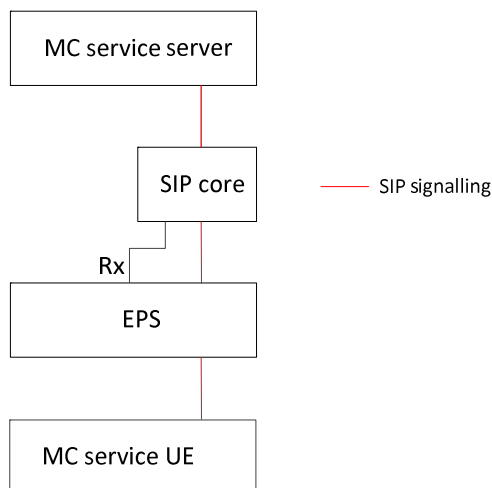 MC service server
SIP core
SIP signalling
Rx
EPS
MC service UE